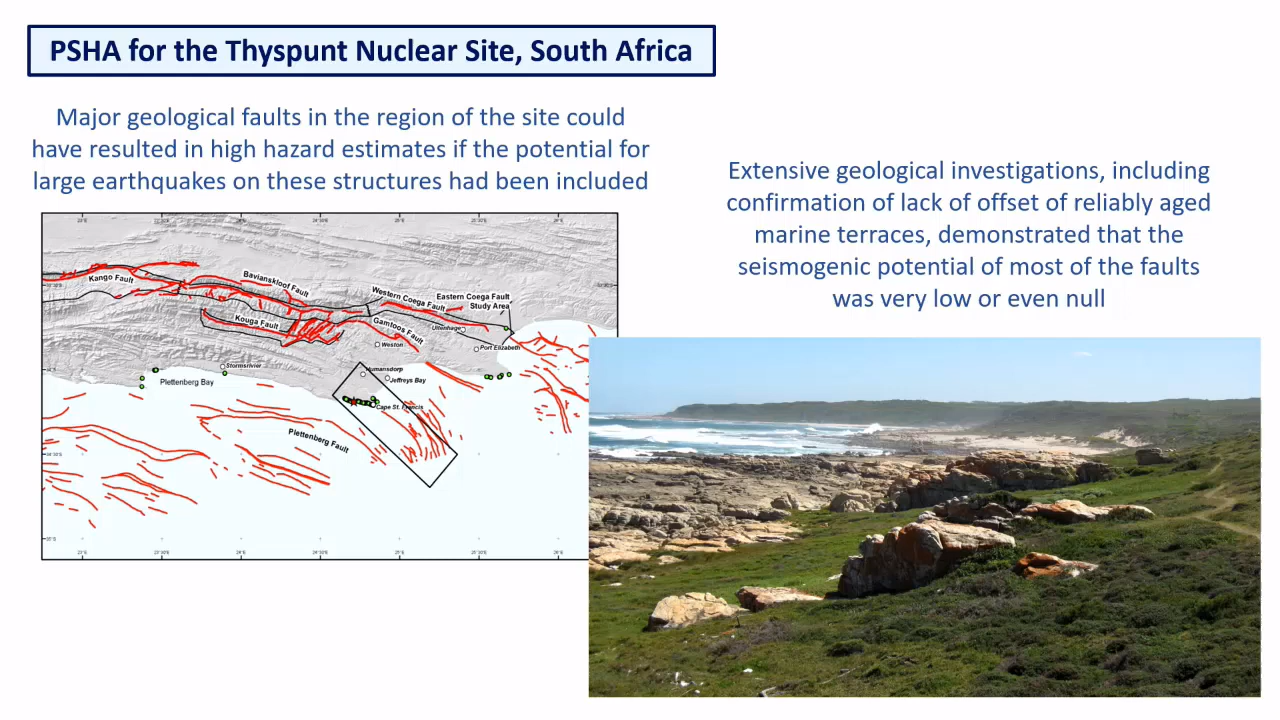 PSHA for the Thyspunt Nuclear Site, South Africa
Major geological faults in the region of the site could
have resulted in high hazard estimates if the potential for
large earthquakes on these structures had been included
Extensive geological investigations, including
confirmation of lack of offset of reliably aged
marine terraces, demonstrated that the
seismogenic potential of most of the faults
was very low or even null
Kango Fault
Baviaanskloof Fault
Western Coega Fault
Eastern Coega Fault
Study Area
Kouga Fault
Gamtoos Fault
Uitenhage
Weston
Port Elizabeth
Stormsrivier
Humansdorp
Plettenberg Bay
Jeffreys Bay
Cape St. Francis
Plettenberg Fault